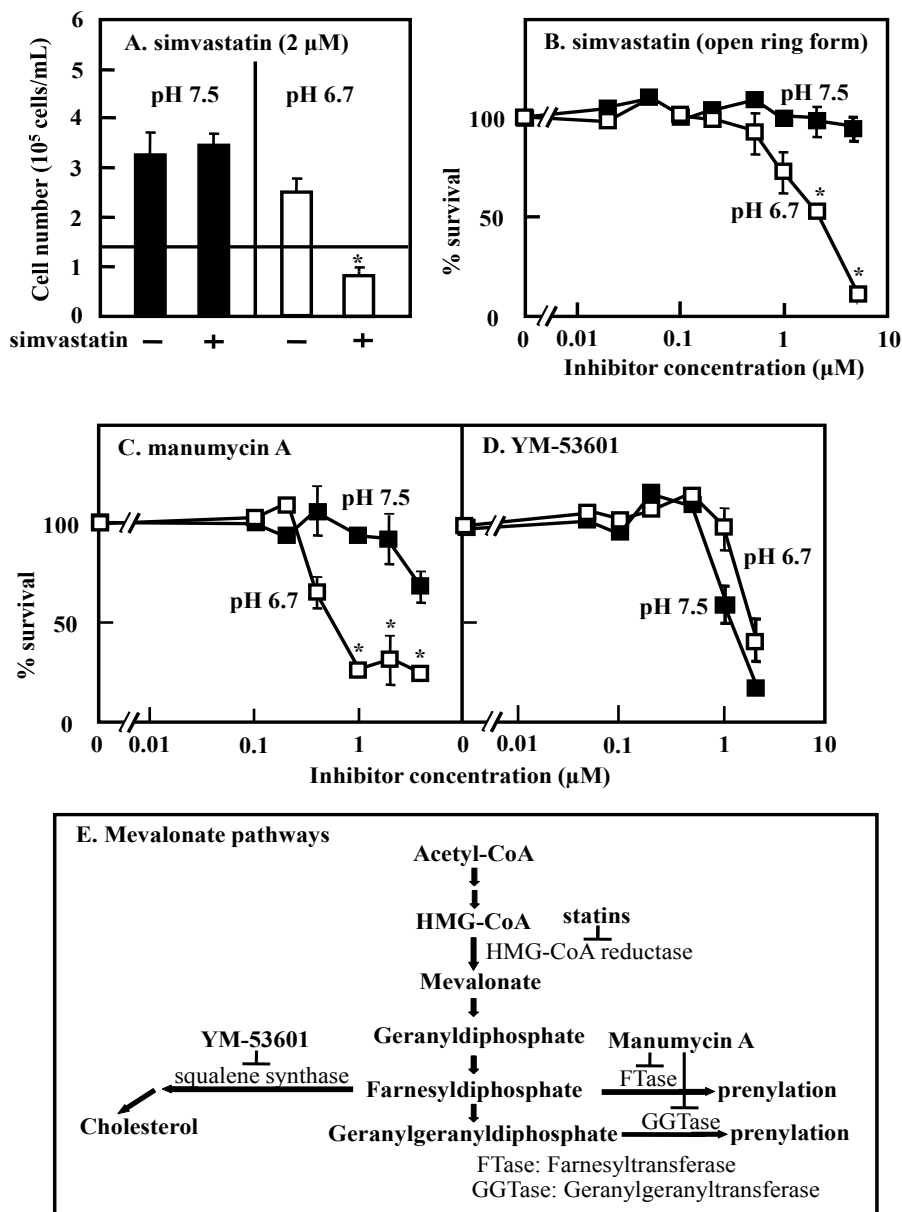 A. simvastatin (2 μM)
pH 7.5
pH 6.7
Cell number (10⁵ cells/mL)
6
5
4
3
2
1
0
*
simvastatin − + − +
B. simvastatin (open ring form)
pH 7.5
pH 6.7
% survival
100
50
0
*
*
0 0.01 0.1 1 10
Inhibitor concentration (μM)
C. manumycin A
pH 7.5
pH 6.7
% survival
100
50
0
*
*
*
0 0.01 0.1 1
D. YM-53601
pH 6.7
pH 7.5
0 0.01 0.1 1 10
Inhibitor concentration (μM)
E. Mevalonate pathways
Acetyl-CoA
HMG-CoA
statins
HMG-CoA reductase
Mevalonate
Geranyldiphosphate
YM-53601
squalene synthase
Manumycin A
Farnesyldiphosphate
FTase
prenylation
Cholesterol
Geranylgeranyldiphosphate
GGTase
prenylation
FTase: Farnesyltransferase
GGTase: Geranylgeranyltransferase